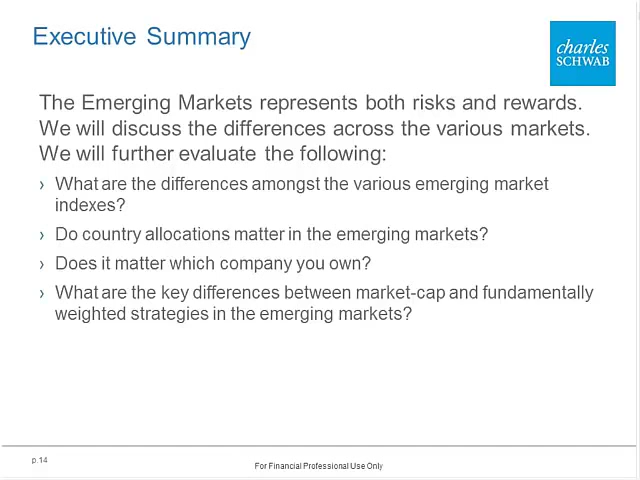 Executive Summary
charles
SCHWAB
The Emerging Markets represents both risks and rewards.
We will discuss the differences across the various markets.
We will further evaluate the following:
› What are the differences amongst the various emerging market
indexes?
› Do country allocations matter in the emerging markets?
› Does it matter which company you own?
› What are the key differences between market-cap and fundamentally
weighted strategies in the emerging markets?
p.14
For Financial Professional Use Only